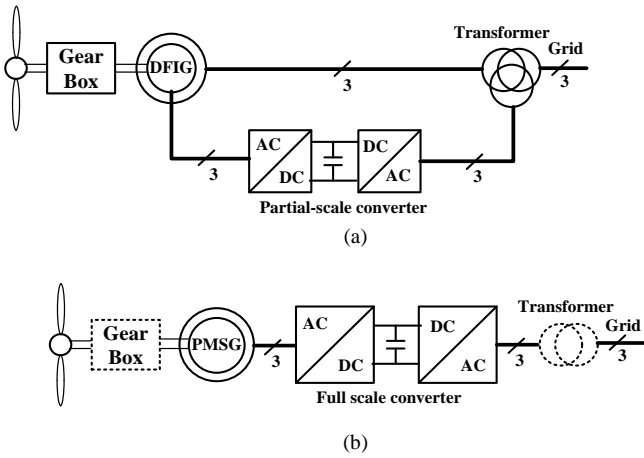 Transformer
Grid
Gear
Box
DFIG
3
3
AC
DC
DC
AC
3
3
Partial-scale converter
(a)
Transformer
Grid
Gear
Box
PMSG
3
AC
DC
DC
AC
3
3
Full scale converter
(b)